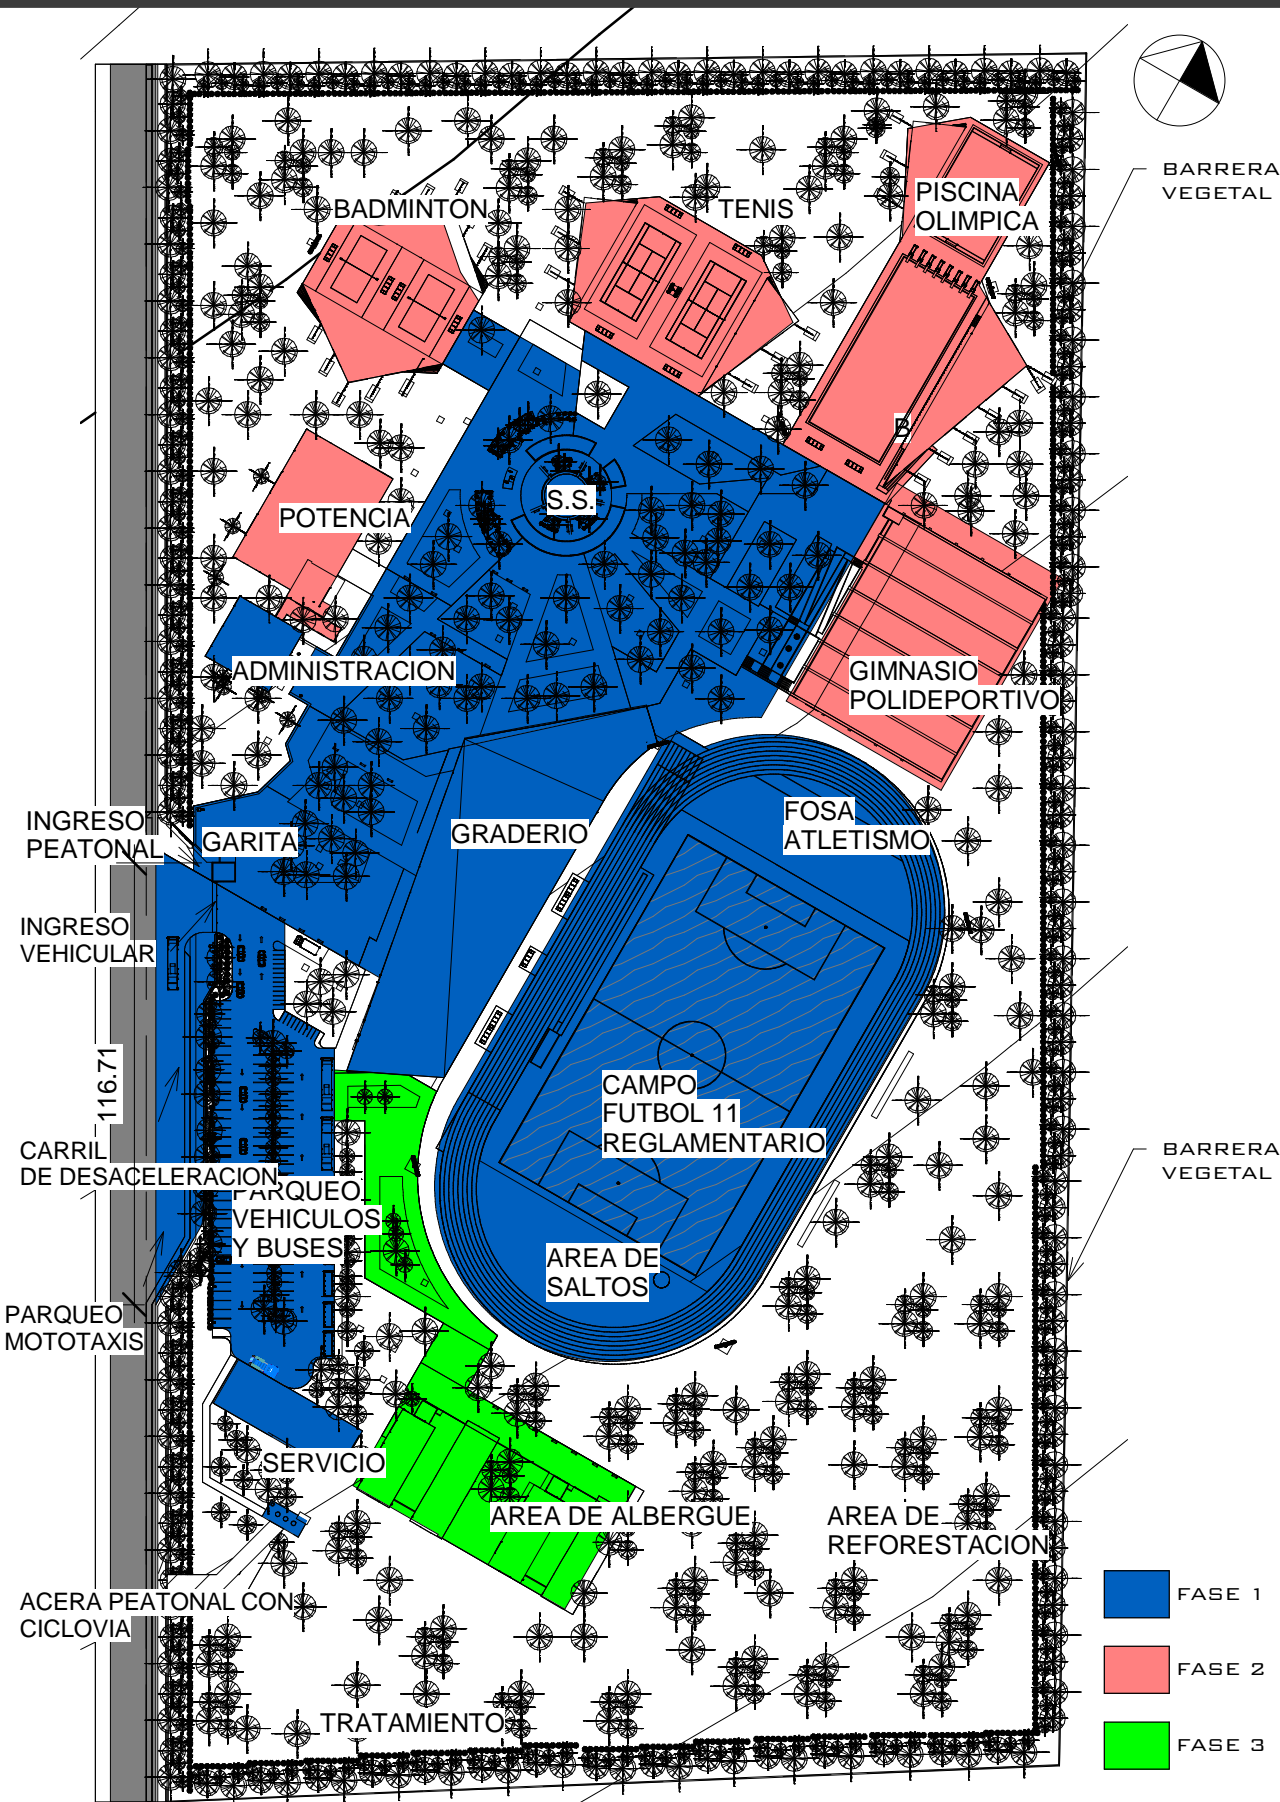 BARRERA
VEGETAL
PISCINA
OLIMPICA
BADMINTON
TENIS
B
S.S.
POTENCIA
ADMINISTRACION
GIMNASIO
POLIDEPORTIVO
INGRESO
PEATONAL
GARITA
GRADERIO
FOSA
ATLETISMO
INGRESO
VEHICULAR
116.71
CAMPO
FUTBOL 11
REGLAMENTARIO
CARRIL
DE DESACELERACION
PARQUEO
VEHICULOS
Y BUSES
BARRERA
VEGETAL
AREA DE
SALTOS
PARQUEO
MOTOTAXIS
SERVICIO
AREA DE ALBERGUE
AREA DE
REFORESTACION
ACERA PEATONAL CON
CICLOVIA
TRATAMIENTO
FASE 1
FASE 2
FASE 3